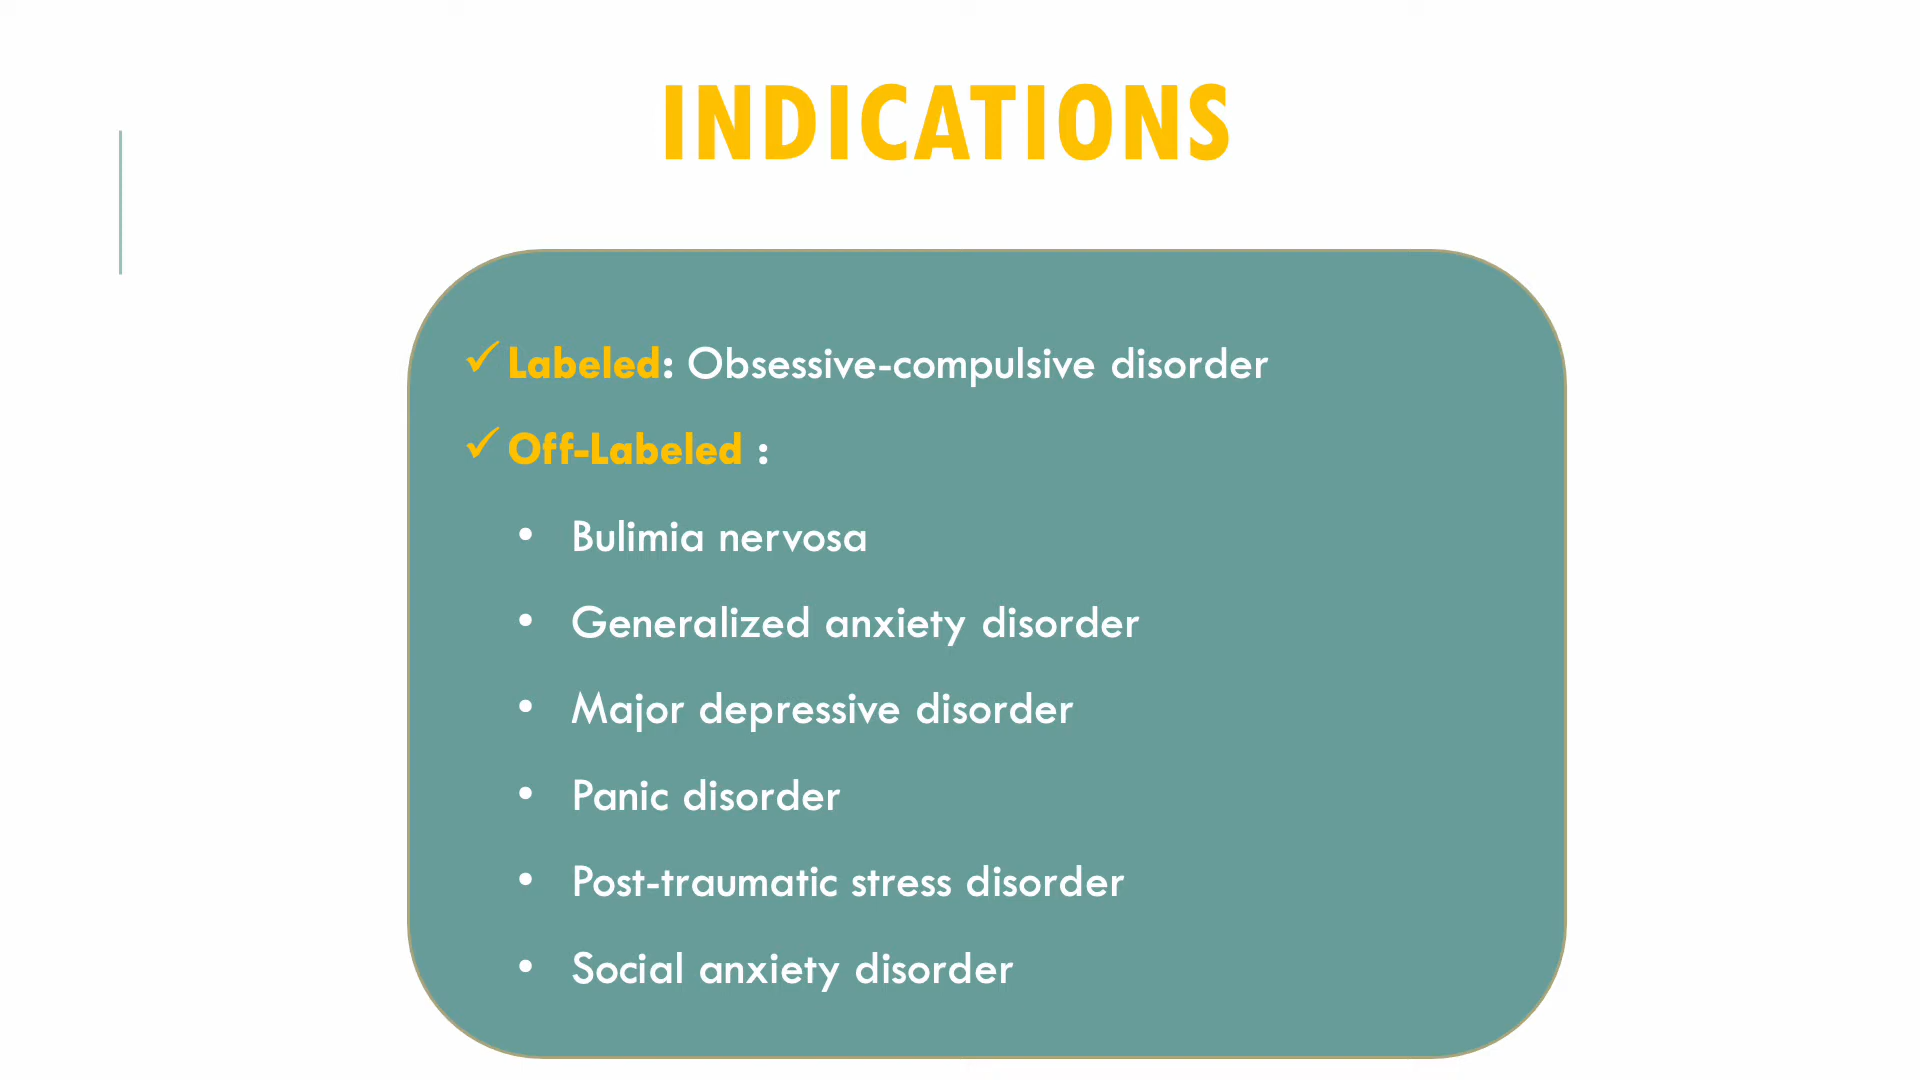 INDICATIONS
✓ Labeled: Obsessive-compulsive disorder
✓ Off-Labeled :
• Bulimia nervosa
• Generalized anxiety disorder
• Major depressive disorder
• Panic disorder
• Post-traumatic stress disorder
• Social anxiety disorder